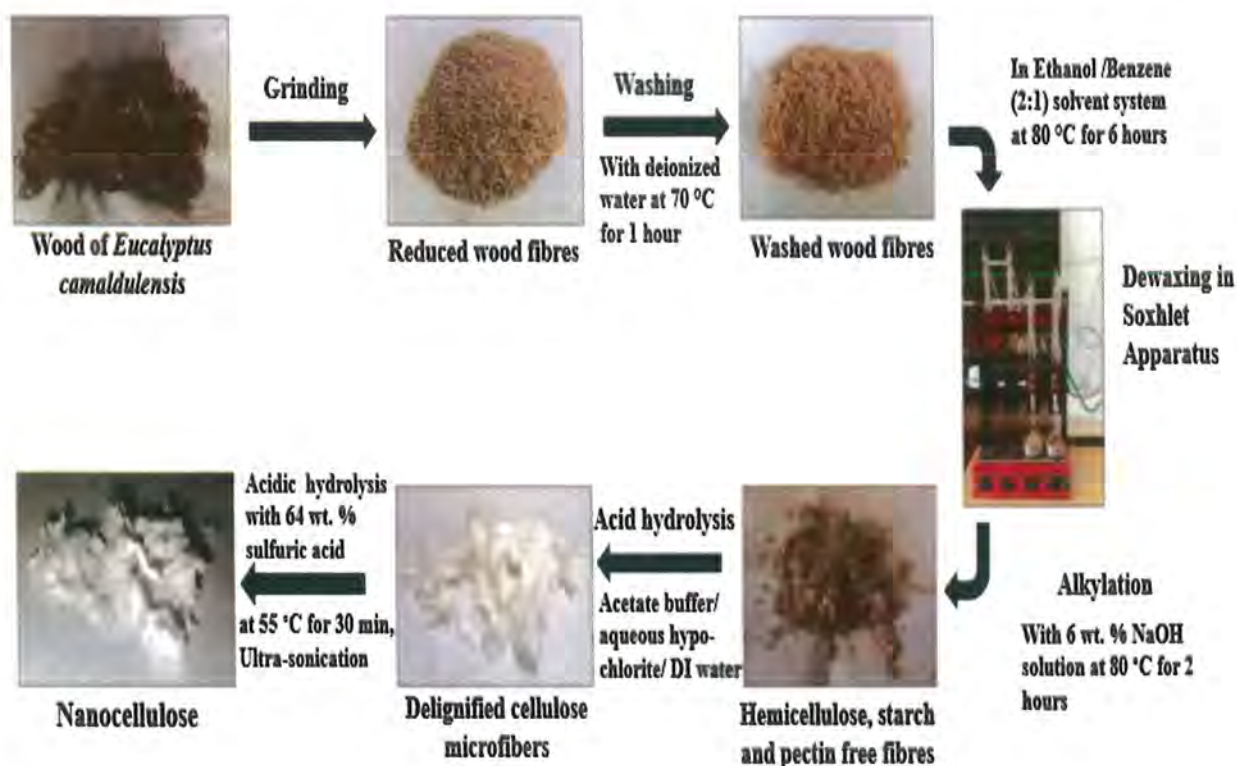 Grinding
Washing
With deionized
water at 70 °C
for 1 hour
In Ethanol /Benzene
(2:1) solvent system
at 80 °C for 6 hours
Wood of Eucalyptus
camaldulensis
Reduced wood fibres
Washed wood fibres
Dewaxing in
Soxhlet
Apparatus
Alkylation
With 6 wt. % NaOH
solution at 80 °C for 2
hours
Hemicellulose, starch
and pectin free fibres
Acid hydrolysis
Acetate buffer/
aqueous hypo-
chlorite/ DI water
Delignified cellulose
microfibers
Acidic hydrolysis
with 64 wt. %
sulfuric acid
at 55 °C for 30 min,
Ultra-sonication
Nanocellulose